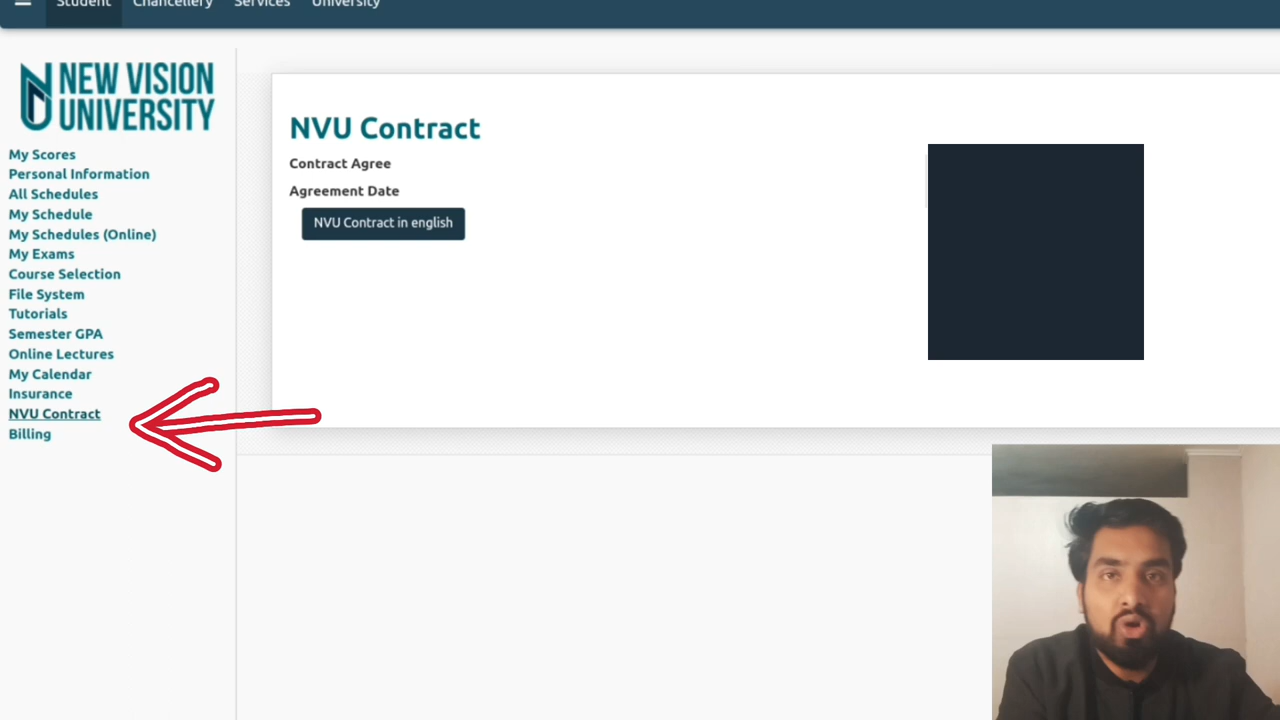 Student Chancellery Services University
NEW VISION
UNIVERSITY
My Scores
Personal Information
All Schedules
My Schedule
My Schedules (Online)
My Exams
Course Selection
File System
Tutorials
Semester GPA
Online Lectures
My Calendar
Insurance
NVU Contract
Billing
NVU Contract
Contract Agree
Agreement Date
NVU Contract in english